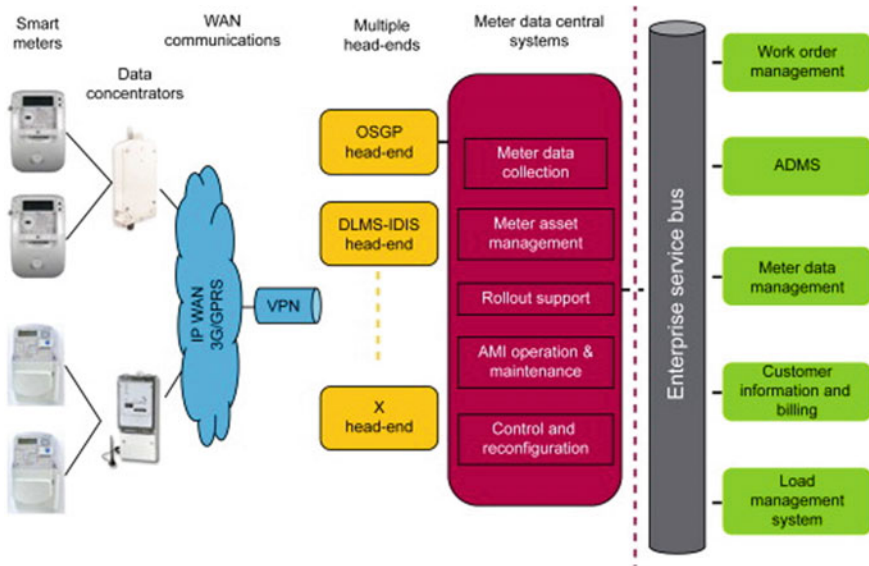 Smart
meters
WAN
communications
Multiple
head-ends
Meter data central
systems
Data
concentrators
OSGP
head-end
DLMS-IDIS
head-end
X
head-end
IP WAN
3G/GPRS
VPN
Meter data
collection
Meter asset
management
Rollout support
AMI operation &
maintenance
Control and
reconfiguration
Enterprise service bus
Work order
management
ADMS
Meter data
management
Customer
information and
billing
Load
management
system